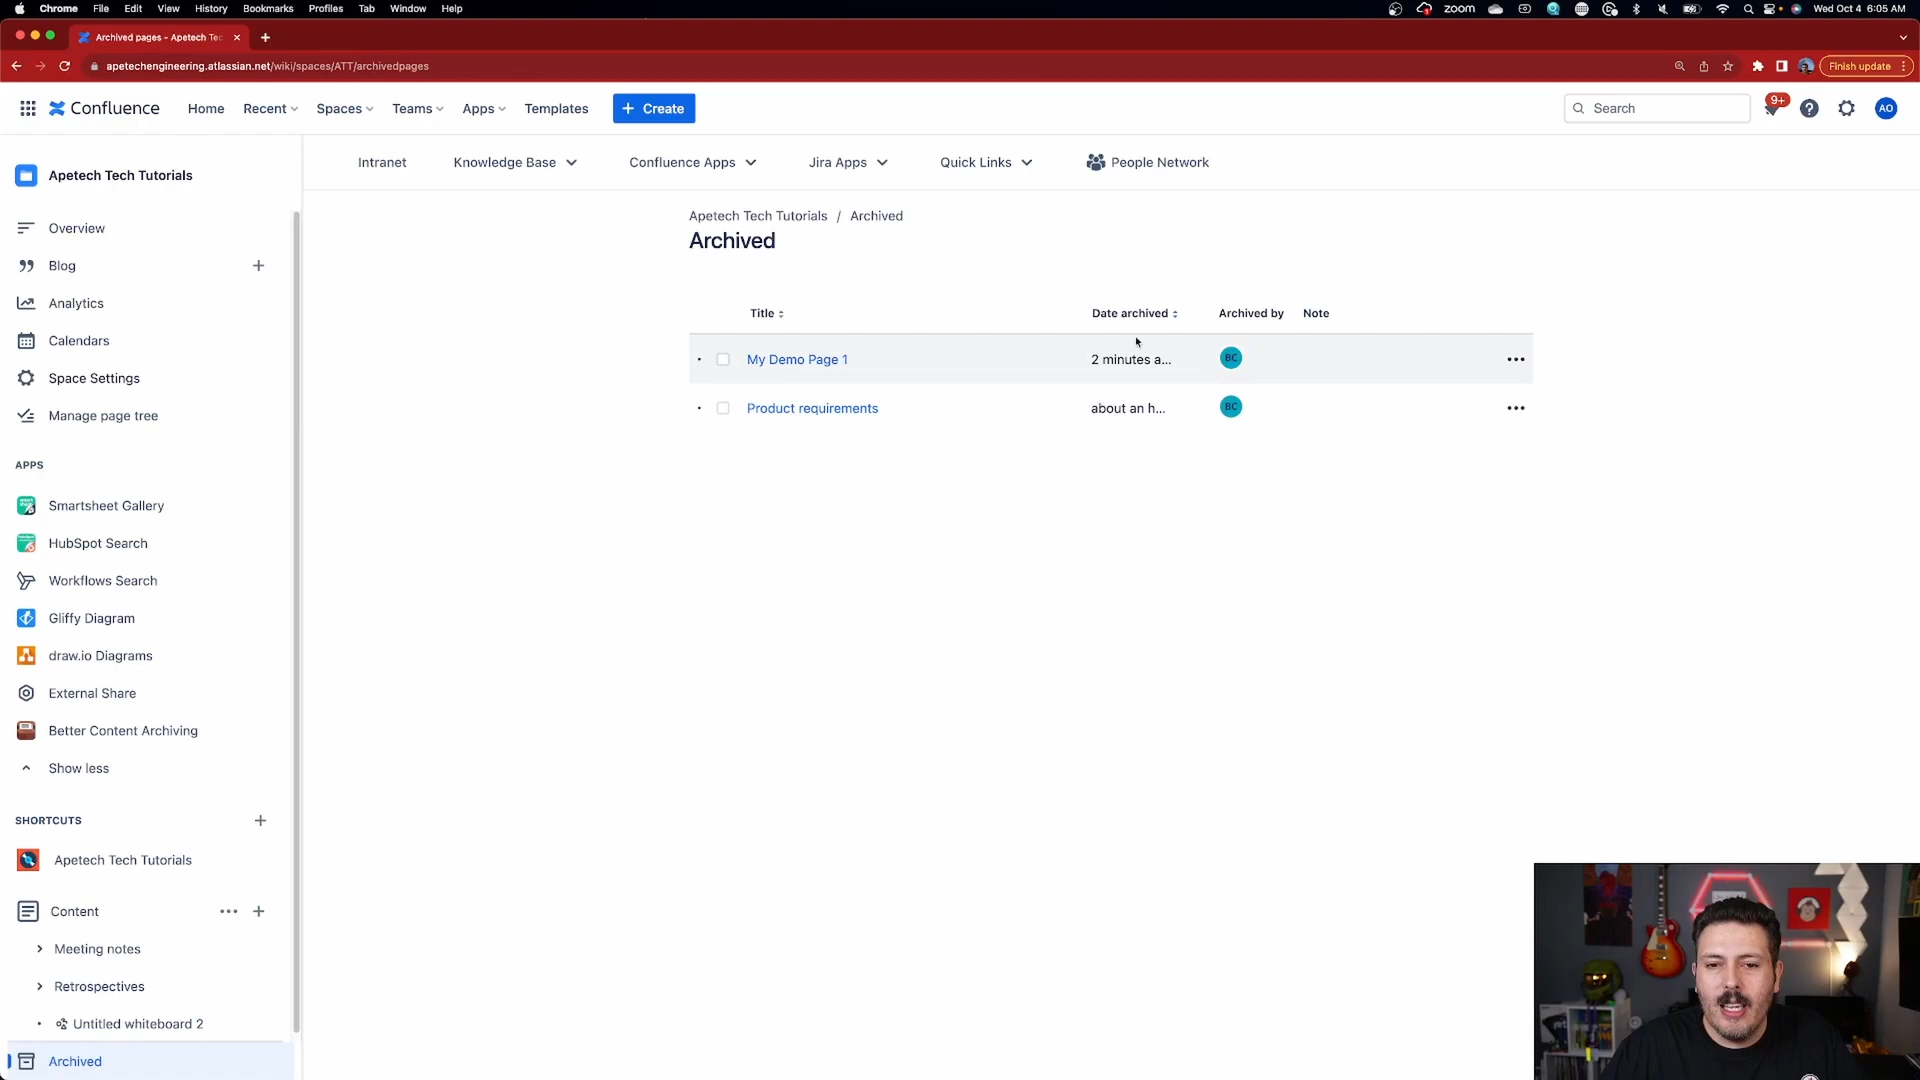 Chrome File Edit View History Bookmarks Profiles Tab Window Help zoom Wed Oct 4 6:05 AM
Archived pages - Apetech Tec
apetechengineering.atlassian.net/wiki/spaces/ATT/archivedpages Finish update
Confluence Home Recent Spaces Teams Apps Templates + Create Search 9+ AO
Intranet Knowledge Base Confluence Apps Jira Apps Quick Links People Network
Apetech Tech Tutorials
Overview
Blog
Analytics
Calendars
Space Settings
Manage page tree
APPS
Smartsheet Gallery
HubSpot Search
Workflows Search
Gliffy Diagram
draw.io Diagrams
External Share
Better Content Archiving
Show less
SHORTCUTS
Apetech Tech Tutorials
Content
Meeting notes
Retrospectives
Untitled whiteboard 2
Archived
Apetech Tech Tutorials / Archived
Archived
Title Date archived Archived by Note
My Demo Page 1 2 minutes a... BC
Product requirements about an h... BC